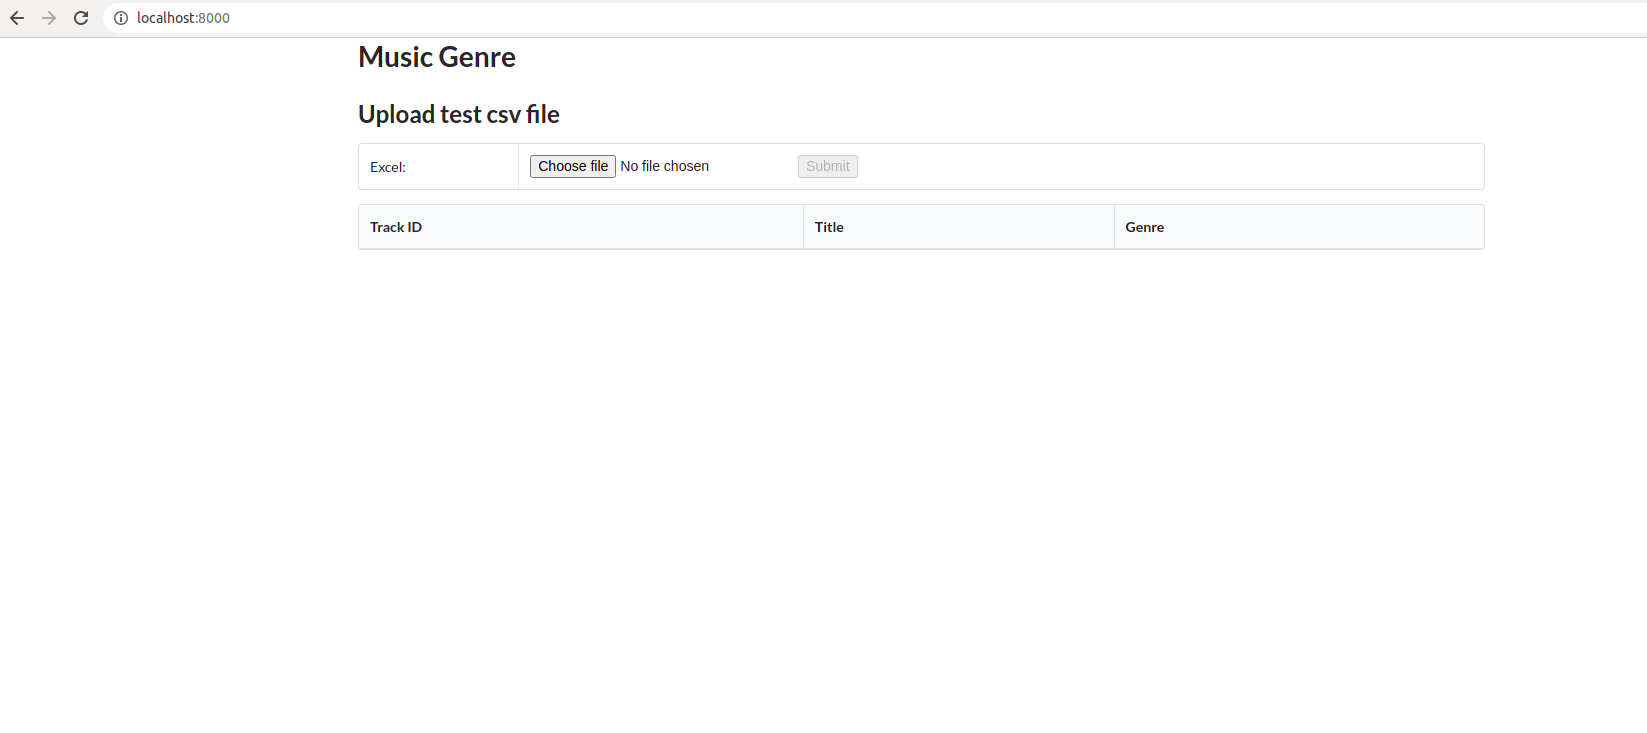 localhost:8000
Music Genre
Upload test csv file
Excel: Choose file No file chosen Submit
Track ID Title Genre